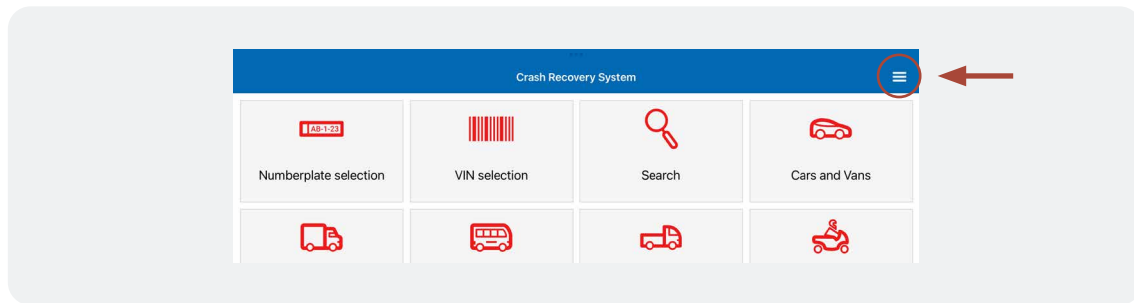 Crash Recovery System
AB-1-23
Numberplate selection
VIN selection
Search
Cars and Vans